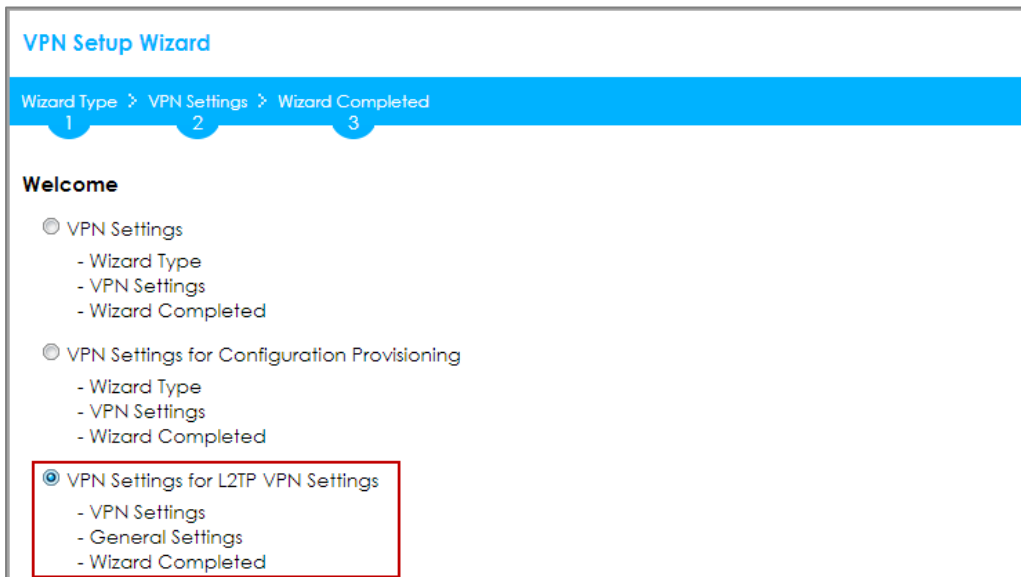 VPN Setup Wizard
Wizard Type > VPN Settings > Wizard Completed
1 2 3
Welcome
VPN Settings
- Wizard Type
- VPN Settings
- Wizard Completed
VPN Settings for Configuration Provisioning
- Wizard Type
- VPN Settings
- Wizard Completed
VPN Settings for L2TP VPN Settings
- VPN Settings
- General Settings
- Wizard Completed